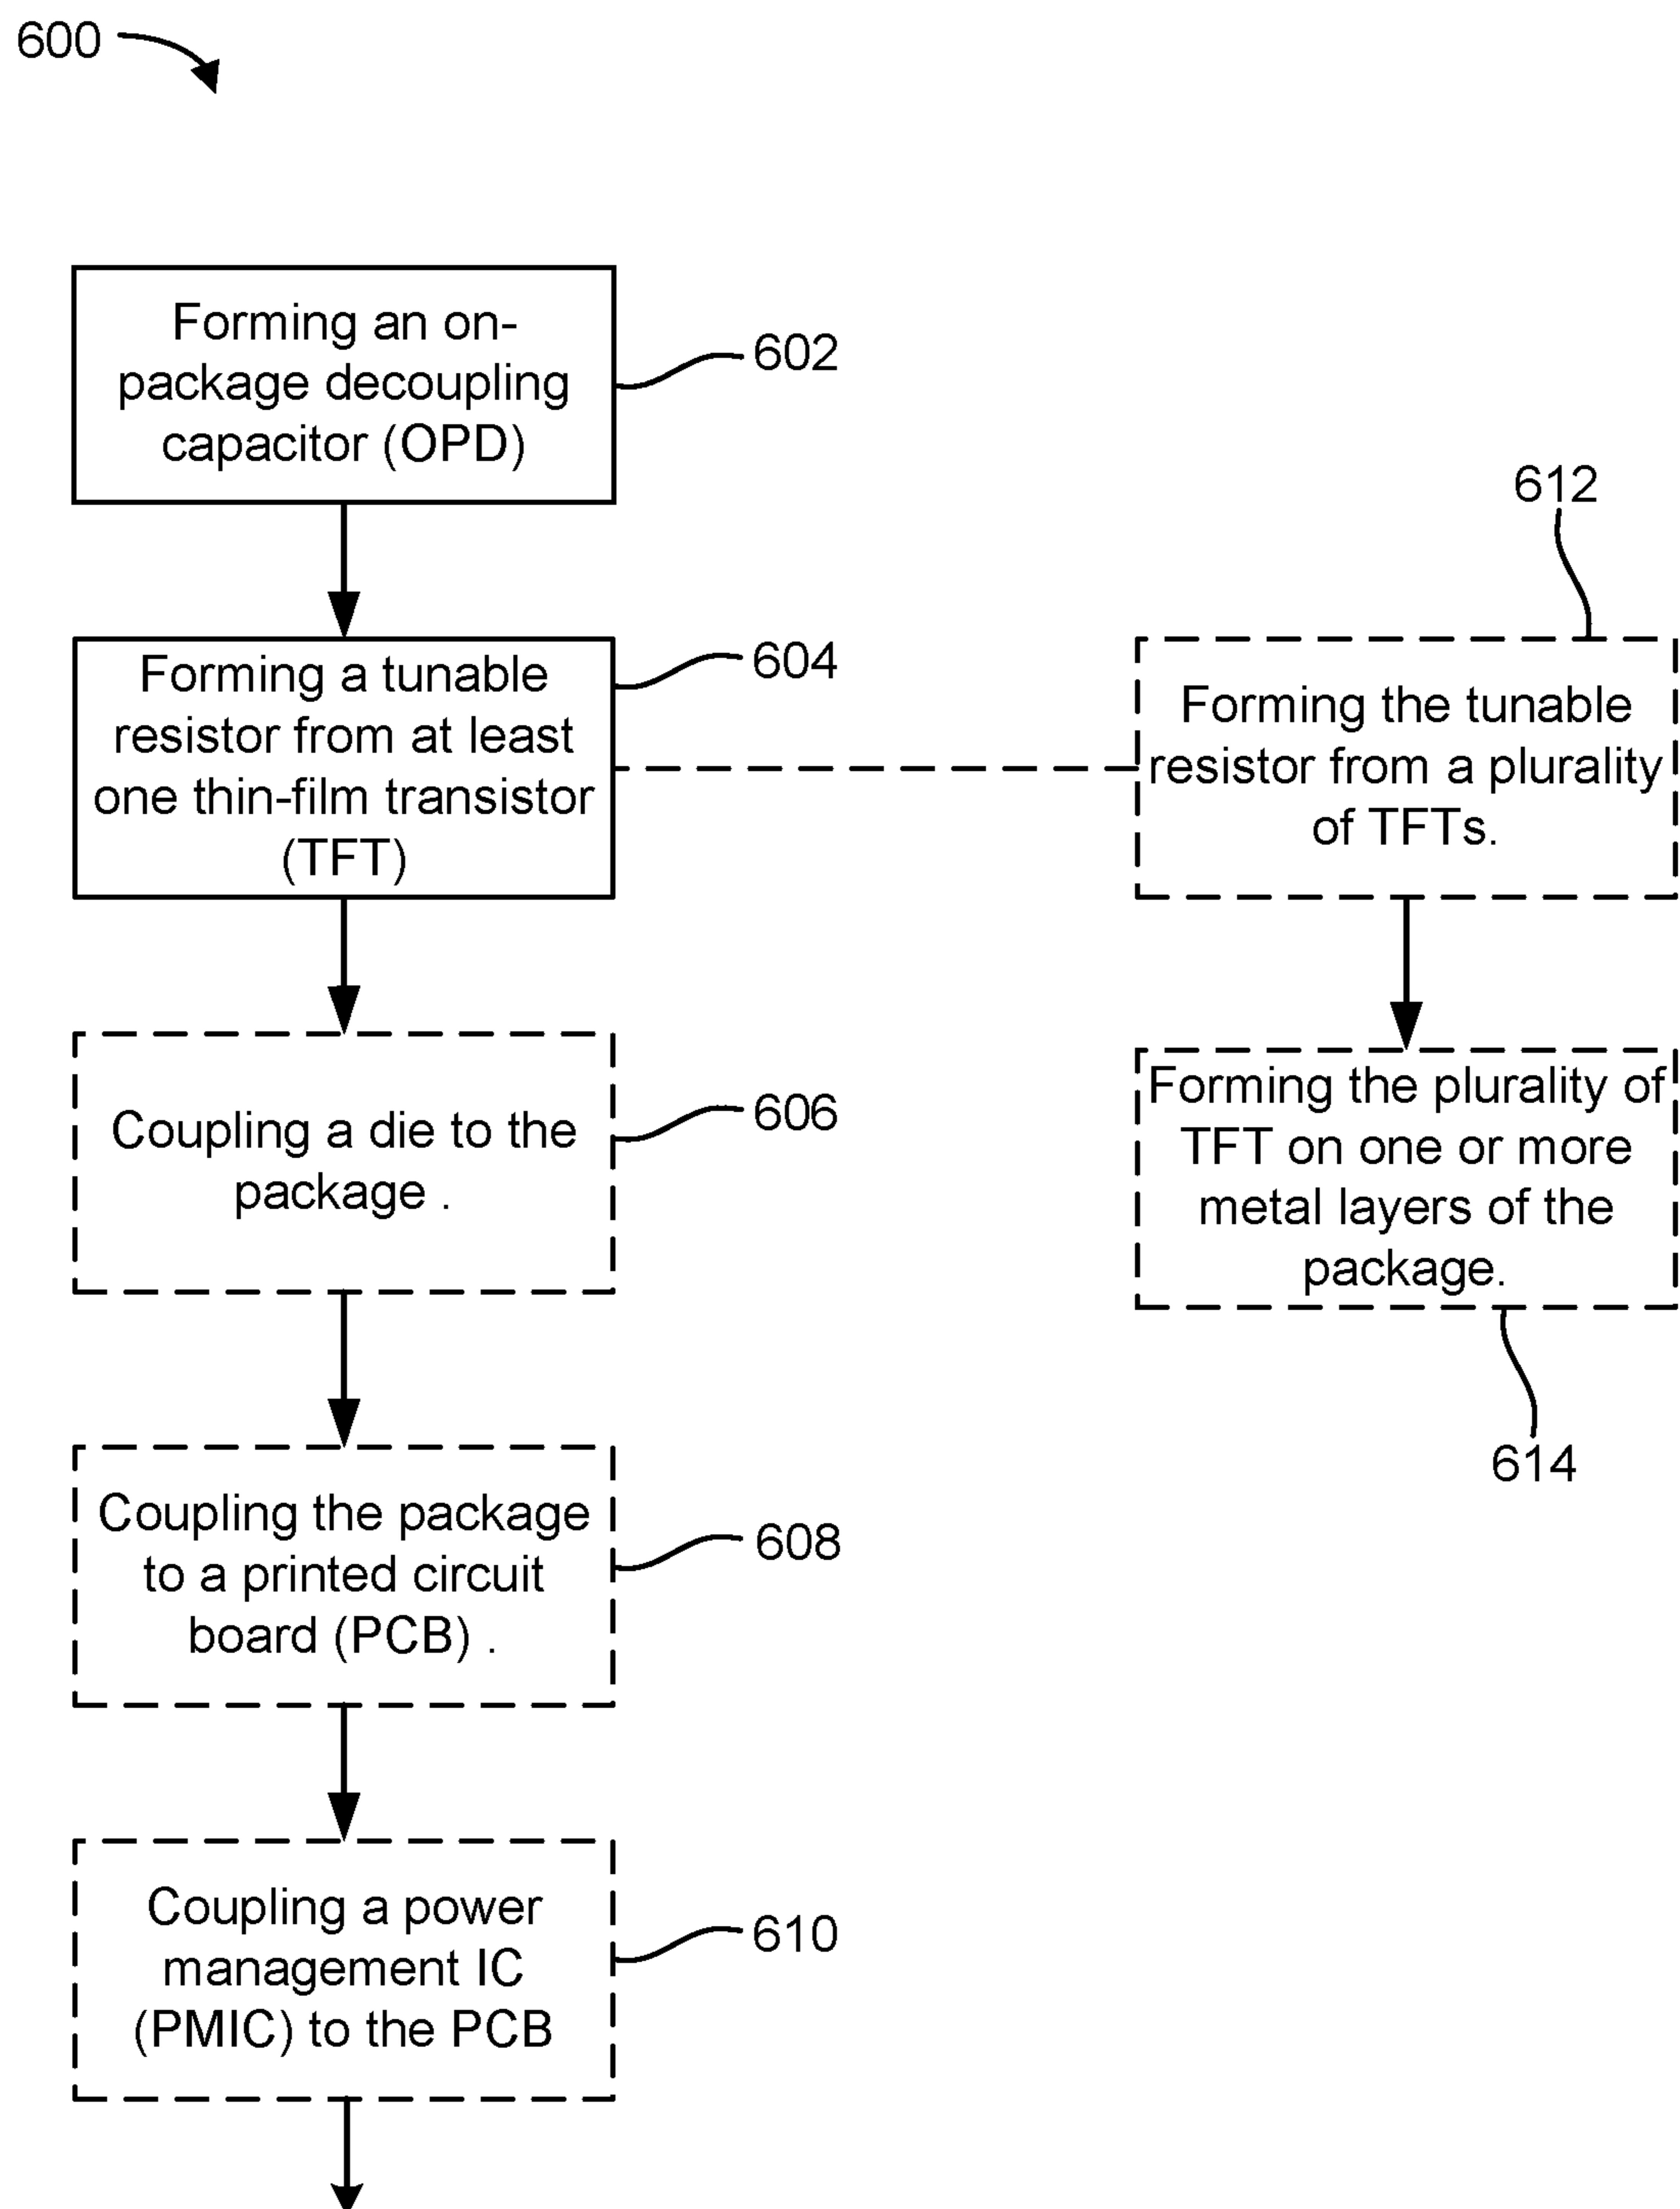 600
Forming an on-
package decoupling
capacitor (OPD)
602
Forming a tunable
resistor from at least
one thin-film transistor
(TFT)
604
Coupling a die to the
package .
606
Coupling the package
to a printed circuit
board (PCB) .
608
Coupling a power
management IC
(PMIC) to the PCB
610
612
Forming the tunable
resistor from a plurality
of TFTs.
Forming the plurality of
TFT on one or more
metal layers of the
package.
614